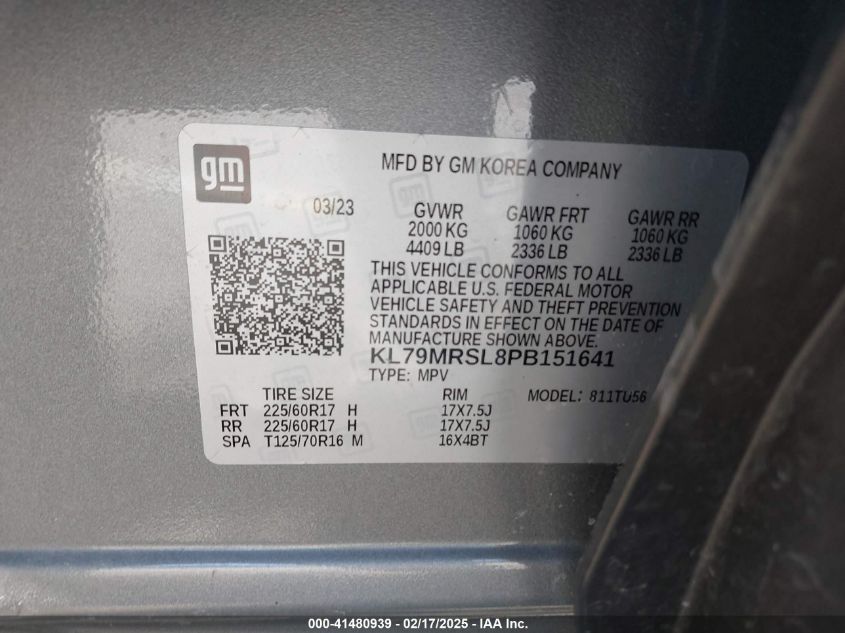 gm
MFD BY GM KOREA COMPANY
03/23
GVWR GAWR FRT GAWR RR
2000 KG 1060 KG 1060 KG
4409 LB 2336 LB 2336 LB
THIS VEHICLE CONFORMS TO ALL
APPLICABLE U.S. FEDERAL MOTOR
VEHICLE SAFETY AND THEFT PREVENTION
STANDARDS IN EFFECT ON THE DATE OF
MANUFACTURE SHOWN ABOVE.
KL79MRSL8PB151641
TYPE: MPV
TIRE SIZE RIM MODEL: 811TU56
FRT 225/60R17 H 17X7.5J
RR 225/60R17 H 17X7.5J
SPA T125/70R16 M 16X4BT
000-41480939 - 02/17/2025 - IAA Inc.